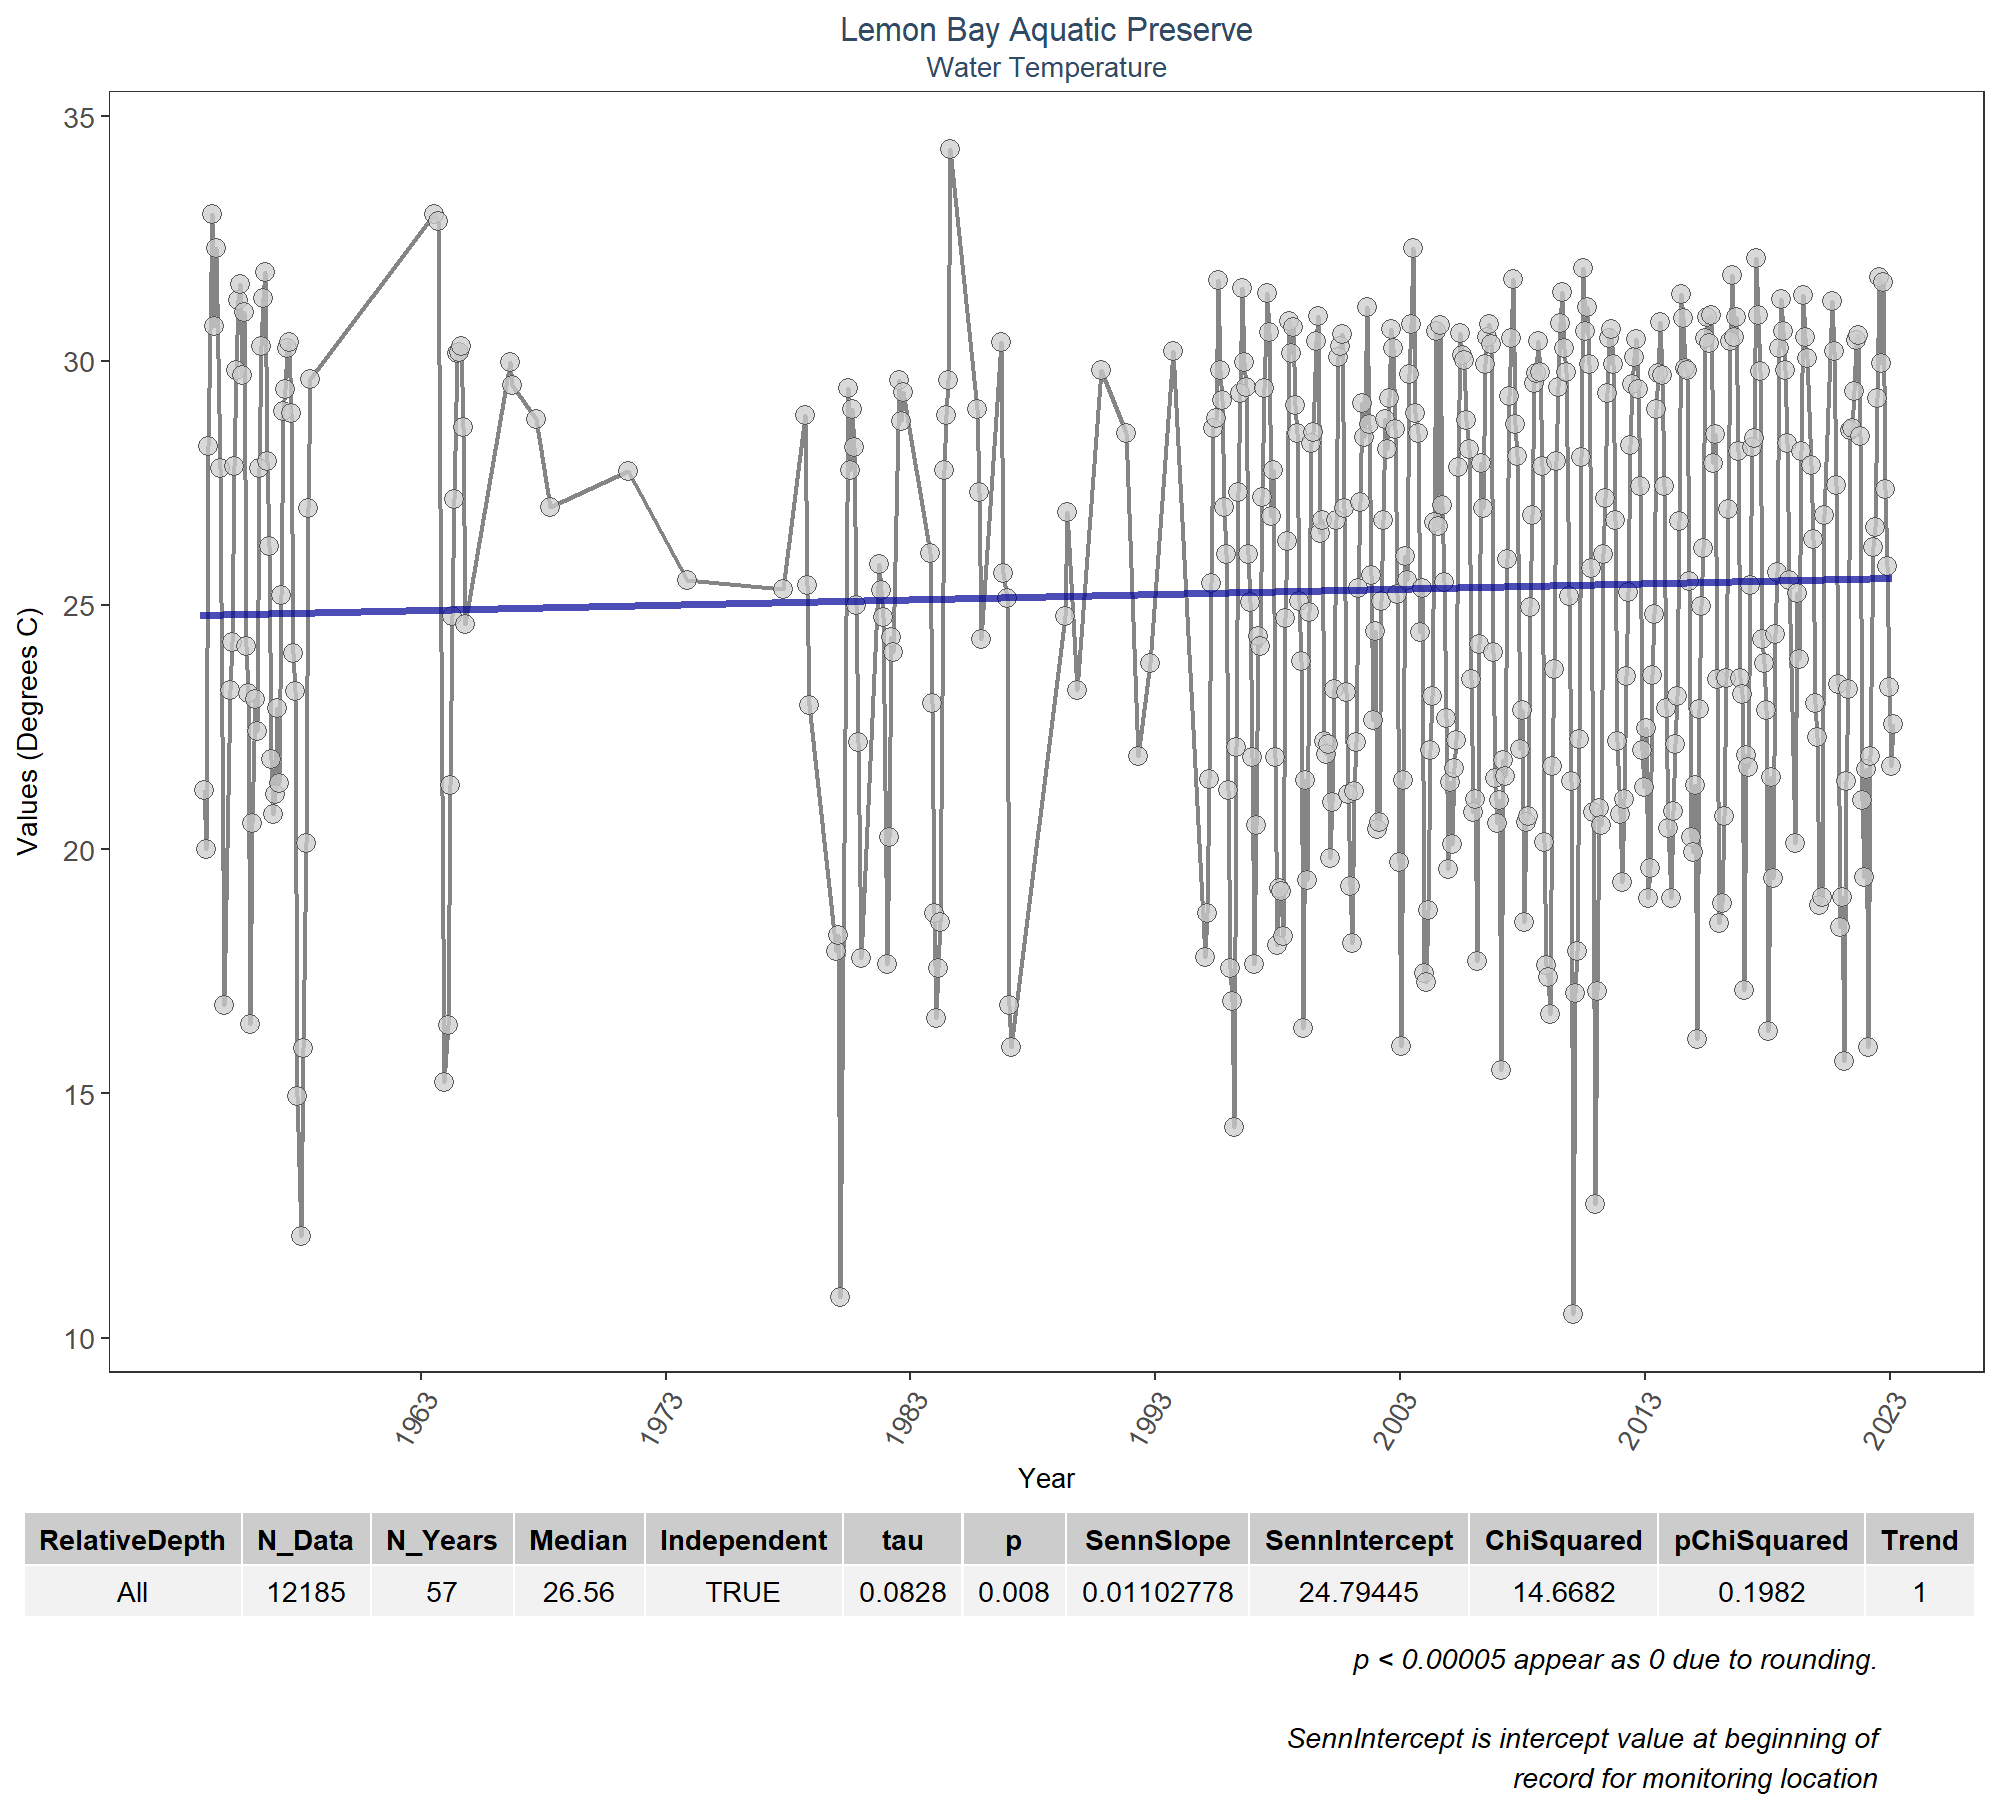 Lemon Bay Aquatic Preserve
Water Temperature
35
30
25
20
15
10
Values (Degrees C)
1963
1973
1983
1993
2003
2013
2023
Year
RelativeDepth N_Data N_Years Median Independent tau p SennSlope SennIntercept ChiSquared pChiSquared Trend
All 12185 57 26.56 TRUE 0.0828 0.008 0.01102778 24.79445 14.6682 0.1982 1
p < 0.00005 appear as 0 due to rounding.
SennIntercept is intercept value at beginning of
record for monitoring location